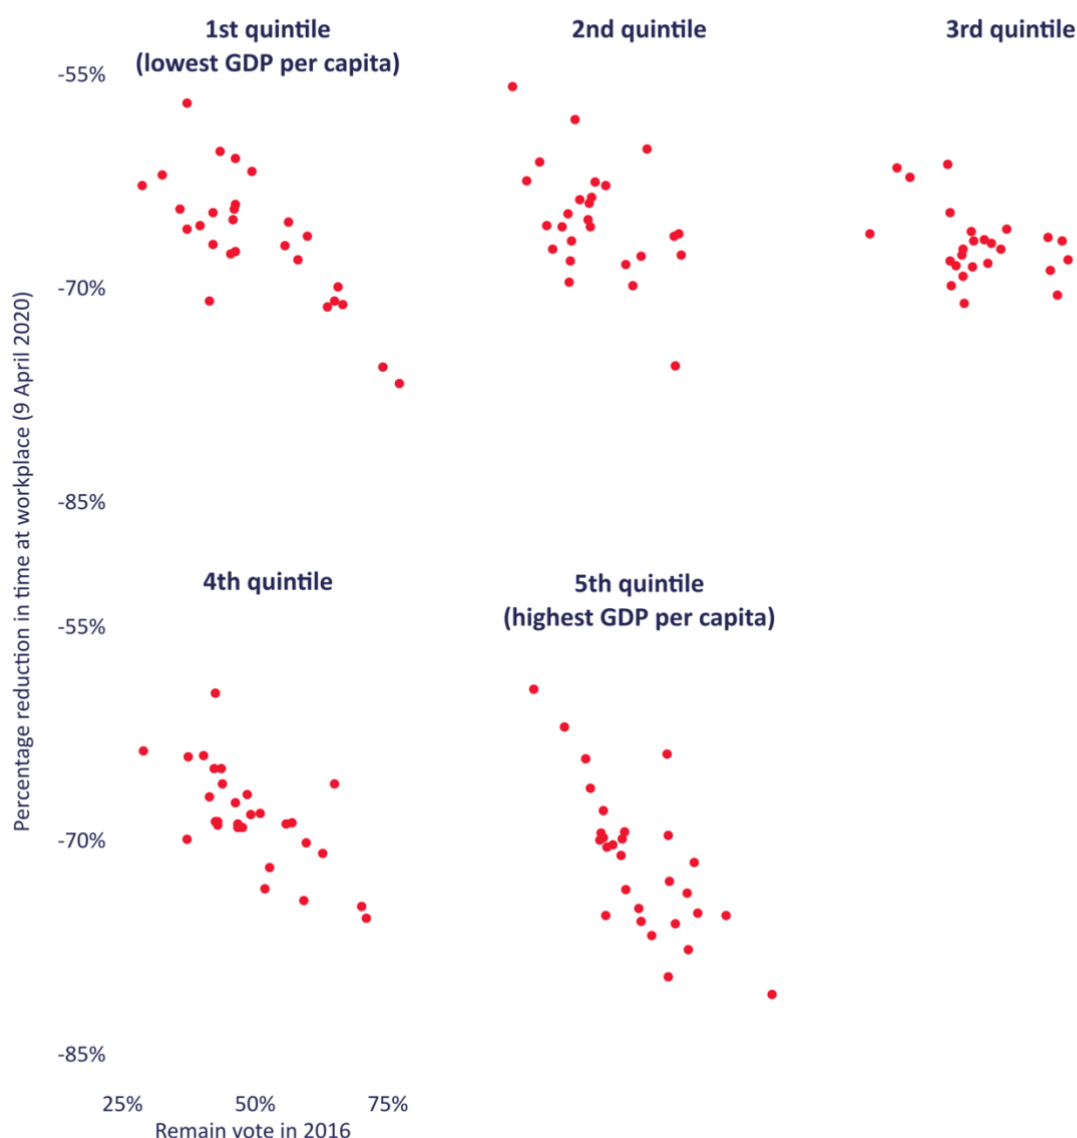 1st quintile
(lowest GDP per capita)
2nd quintile
3rd quintile
-55%
-70%
-85%
Percentage reduction in time at workplace (9 April 2020)
4th quintile
5th quintile
(highest GDP per capita)
-55%
-70%
-85%
25% 50% 75%
Remain vote in 2016